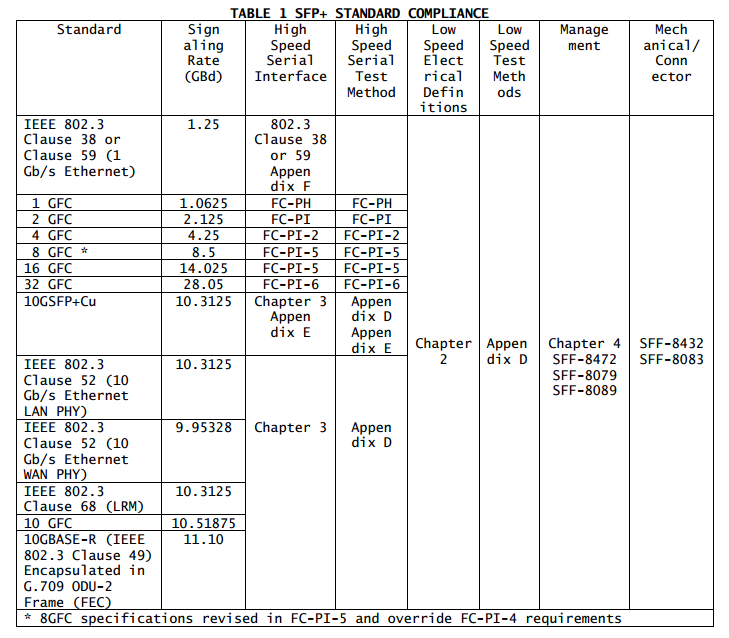 TABLE 1 SFP+ STANDARD COMPLIANCE
Standard
Sign
aling
Rate
(GBd)
High
Speed
Serial
Interface
High
Speed
Serial
Test
Method
Low
Speed
Elect
rical
Defin
itions
Low
Speed
Test
Meth
ods
Manage
ment
Mech
anical/
Conn
ector
IEEE 802.3
Clause 38 or
Clause 59 (1
Gb/s Ethernet)
1.25
802.3
Clause 38
or 59
Appen
dix F
1 GFC
1.0625
FC-PH
FC-PH
2 GFC
2.125
FC-PI
FC-PI
4 GFC
4.25
FC-PI-2
FC-PI-2
8 GFC *
8.5
FC-PI-5
FC-PI-5
16 GFC
14.025
FC-PI-5
FC-PI-5
32 GFC
28.05
FC-PI-6
FC-PI-6
10GSFP+Cu
10.3125
Chapter 3
Appen
dix E
Appen
dix D
Appen
dix E
Chapter
2
Appen
dix D
Chapter 4
SFF-8472
SFF-8079
SFF-8089
SFF-8432
SFF-8083
IEEE 802.3
Clause 52 (10
Gb/s Ethernet
LAN PHY)
10.3125
IEEE 802.3
Clause 52 (10
Gb/s Ethernet
WAN PHY)
9.95328
Chapter 3
Appen
dix D
IEEE 802.3
Clause 68 (LRM)
10.3125
10 GFC
10.51875
10GBASE-R (IEEE
802.3 Clause 49)
Encapsulated in
G.709 ODU-2
Frame (FEC)
11.10
* 8GFC specifications revised in FC-PI-5 and override FC-PI-4 requirements